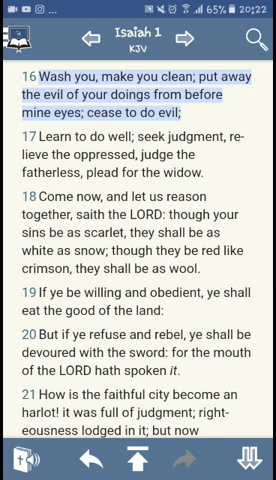 65% 20:22
Isaiah 1
KJV
16 Wash you, make you clean; put away
the evil of your doings from before
mine eyes; cease to do evil;
17 Learn to do well; seek judgment, re-
lieve the oppressed, judge the
fatherless, plead for the widow.
18 Come now, and let us reason
together, saith the LORD: though your
sins be as scarlet, they shall be as
white as snow; though they be red like
crimson, they shall be as wool.
19 If ye be willing and obedient, ye shall
eat the good of the land:
20 But if ye refuse and rebel, ye shall be
devoured with the sword: for the mouth
of the LORD hath spoken it.
21 How is the faithful city become an
harlot! it was full of judgment; right-
eousness lodged in it; but now